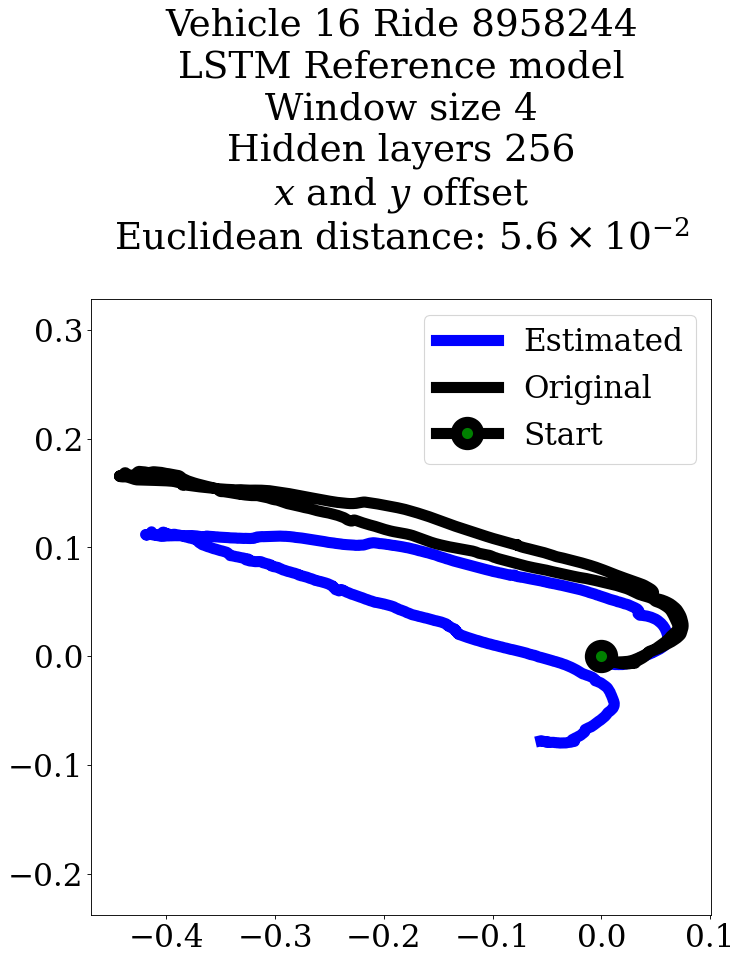 Vehicle 16 Ride 8958244
LSTM Reference model
Window size 4
Hidden layers 256
x and y offset
Euclidean distance: 5.6 × 10⁻²
Estimated
Original
Start
0.3
0.2
0.1
0.0
−0.1
−0.2
−0.4 −0.3 −0.2 −0.1 0.0 0.1